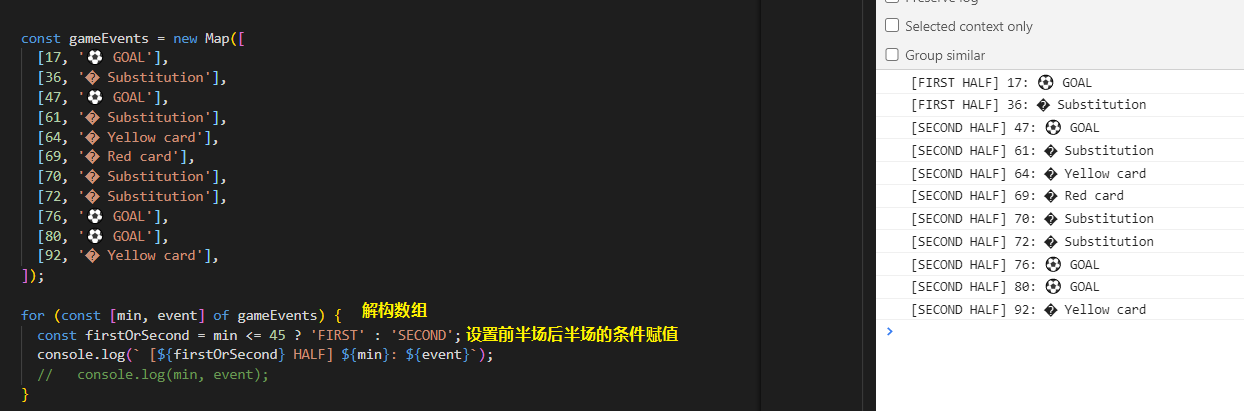 const gameEvents = new Map([
[17, '⚽ GOAL'],
[36, '� Substitution'],
[47, '⚽ GOAL'],
[61, '� Substitution'],
[64, '� Yellow card'],
[69, '� Red card'],
[70, '� Substitution'],
[72, '� Substitution'],
[76, '⚽ GOAL'],
[80, '⚽ GOAL'],
[92, '� Yellow card'],
]);
for (const [min, event] of gameEvents) { 解构数组
const firstOrSecond = min <= 45 ? 'FIRST' : 'SECOND'; 设置前半场后半场的条件赋值
console.log(` [${firstOrSecond} HALF] ${min}: ${event}`);
// console.log(min, event);
}
Preserve log
Selected context only
Group similar
[FIRST HALF] 17: ⚽ GOAL
[FIRST HALF] 36: � Substitution
[SECOND HALF] 47: ⚽ GOAL
[SECOND HALF] 61: � Substitution
[SECOND HALF] 64: � Yellow card
[SECOND HALF] 69: � Red card
[SECOND HALF] 70: � Substitution
[SECOND HALF] 72: � Substitution
[SECOND HALF] 76: ⚽ GOAL
[SECOND HALF] 80: ⚽ GOAL
[SECOND HALF] 92: � Yellow card